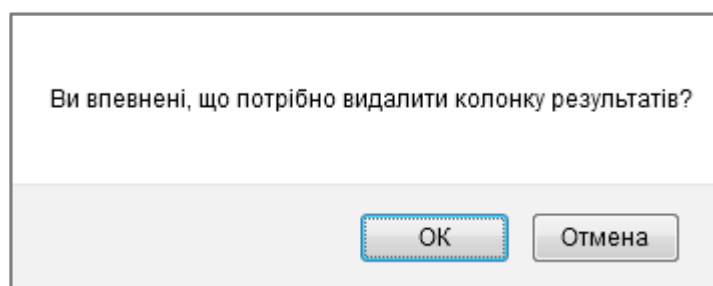 Ви впевнені, що потрібно видалити колонку результатів?
ОК
Отмена